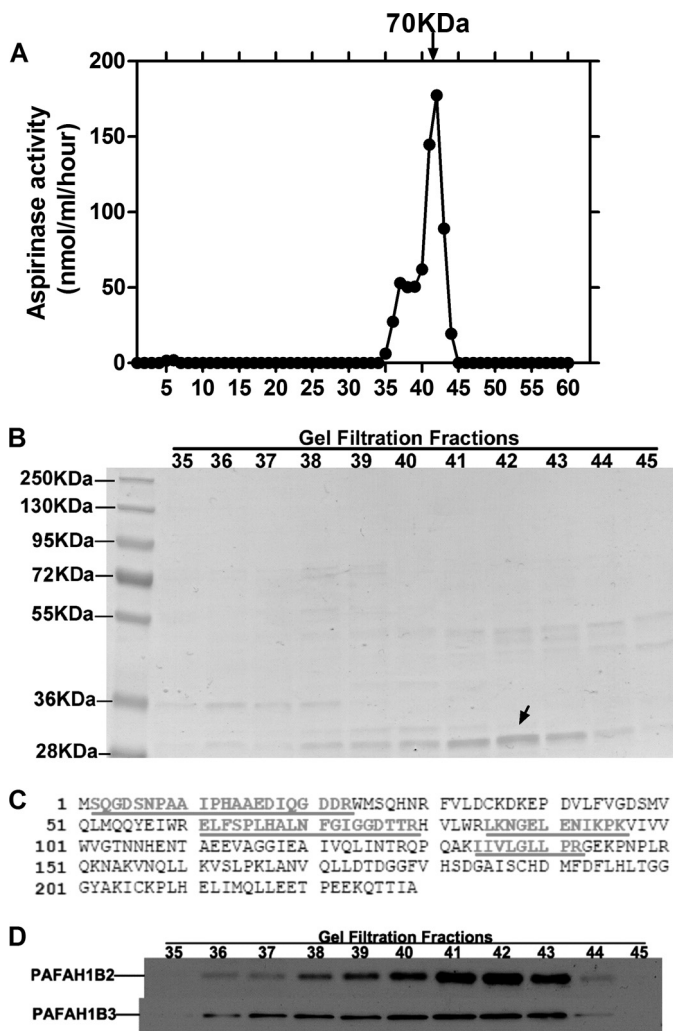 70KDa
A
Aspirinase activity
(nmol/ml/hour)
200
150
100
50
0
5 10 15 20 25 30 35 40 45 50 55 60
B
Gel Filtration Fractions
35 36 37 38 39 40 41 42 43 44 45
250KDa
130KDa
95KDa
72KDa
55KDa
36KDa
28KDa
C
1 MSQGDSNPAA IPHAAEDIQG DDRWMSQHNR FVLDCKDKEP DVLFVGDSMV
51 QLMQQYEIWR ELFSPLHALN FGIGGDTTRH VLWRLKNGEL ENIKPKVIVV
101 WVGTNNHENT AEEVAGGIEA IVQLINTRQP QAKIIVLGLL PRGEKPNPLR
151 QKNAKVNQLL KVSLPKLANV QLLDTDGGFV HSDGAISCHD MFDFLHLTGG
201 GYAKICKPLH ELIMQLLEET PEEKQTTIA
D
Gel Filtration Fractions
35 36 37 38 39 40 41 42 43 44 45
PAFAH1B2
PAFAH1B3